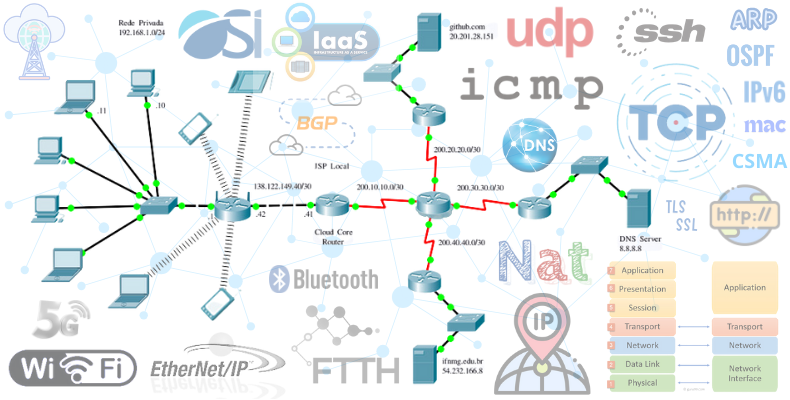 Rede Privada
192.168.1.0/24
OSi
IaaS
INFRASTRUCTURE AS A SERVICE
github.com
20.201.28.151
udp
ssh
ARP
OSPF
IPv6
mac
CSMA
icmp
TCP
BGP
DNS
.11
.10
ISP Local
200.20.20.0/30
138.122.149.40/30
200.10.10.0/30
200.30.30.0/30
.1
.42
.41
Cloud Core
Router
DNS Server
8.8.8.8
TLS
SSL
http://
200.40.40.0/30
Nat
Bluetooth
5G
Wi Fi
EtherNet/IP
FTTH
ifnmg.edu.br
54.232.166.8
IP
7 Application
6 Presentation
5 Session
4 Transport
3 Network
2 Data Link
1 Physical
Application
Transport
Network
Network
Interface